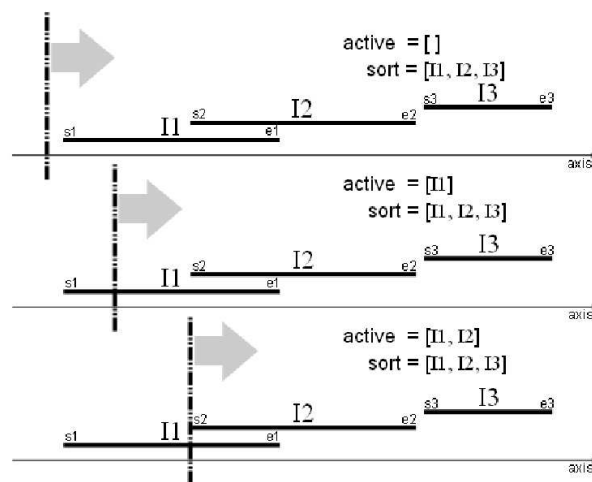 active = [ ]
sort = [I1, I2, I3]
s1 I1 s2 e1 I2 e2 s3 I3 e3
axis
active = [I1]
sort = [I1, I2, I3]
s1 I1 s2 e1 I2 e2 s3 I3 e3
axis
active = [I1, I2]
sort = [I1, I2, I3]
s1 I1 s2 e1 I2 e2 s3 I3 e3
axis